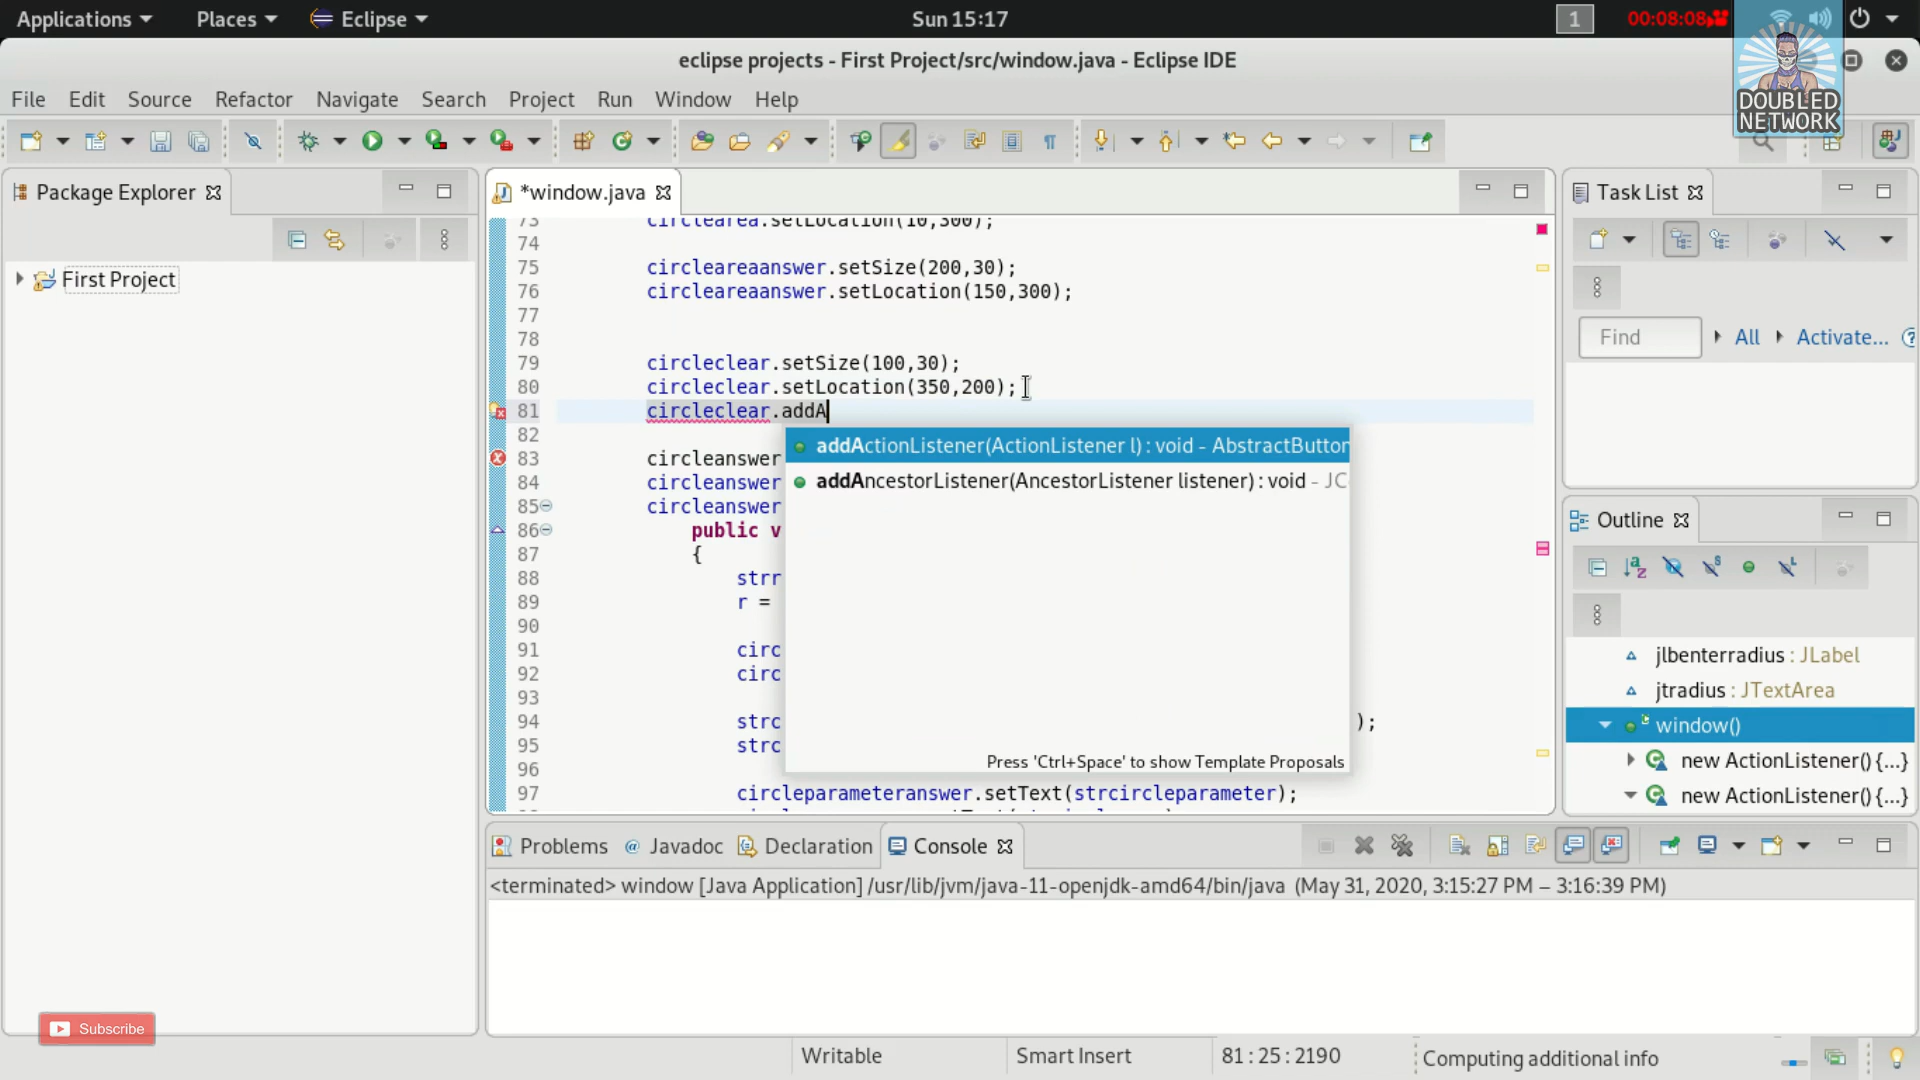 Applications Places Eclipse Sun 15:17 1 00:08:08
eclipse projects - First Project/src/window.java - Eclipse IDE
DOUBLED
NETWORK
File Edit Source Refactor Navigate Search Project Run Window Help
Package Explorer
First Project
*window.java
73 circlearea.setLocation(10,300);
74
75 circleareaanswer.setSize(200,30);
76 circleareaanswer.setLocation(150,300);
77
78
79 circleclear.setSize(100,30);
80 circleclear.setLocation(350,200);
81 circleclear.addA
82
83 circleanswer
84 circleanswer
85 circleanswer
86 public v
87 {
88 strr
89 r =
90
91 circ
92 circ
93
94 strc );
95 strc
96
97 circleparameteranswer.setText(strcircleparameter);
addActionListener(ActionListener l) : void - AbstractButton
addAncestorListener(AncestorListener listener) : void - JC
Press 'Ctrl+Space' to show Template Proposals
Task List
Find All Activate...
Outline
jlbenterradius : JLabel
jtradius : JTextArea
window()
new ActionListener() {...}
new ActionListener() {...}
Problems Javadoc Declaration Console
<terminated> window [Java Application] /usr/lib/jvm/java-11-openjdk-amd64/bin/java (May 31, 2020, 3:15:27 PM – 3:16:39 PM)
Subscribe
Writable Smart Insert 81 : 25 : 2190 Computing additional info